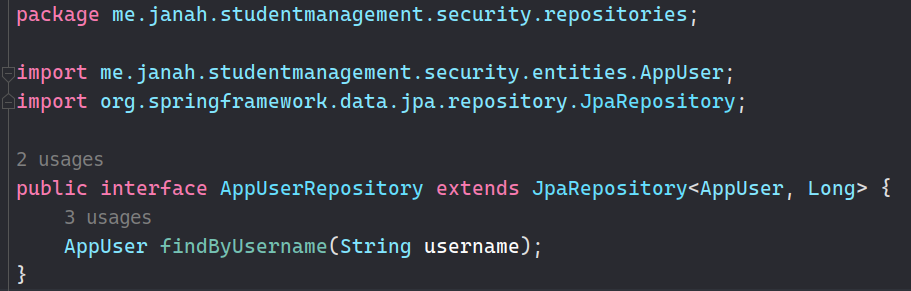 package me.janah.studentmanagement.security.repositories;
import me.janah.studentmanagement.security.entities.AppUser;
import org.springframework.data.jpa.repository.JpaRepository;
2 usages
public interface AppUserRepository extends JpaRepository<AppUser, Long> {
3 usages
AppUser findByUsername(String username);
}